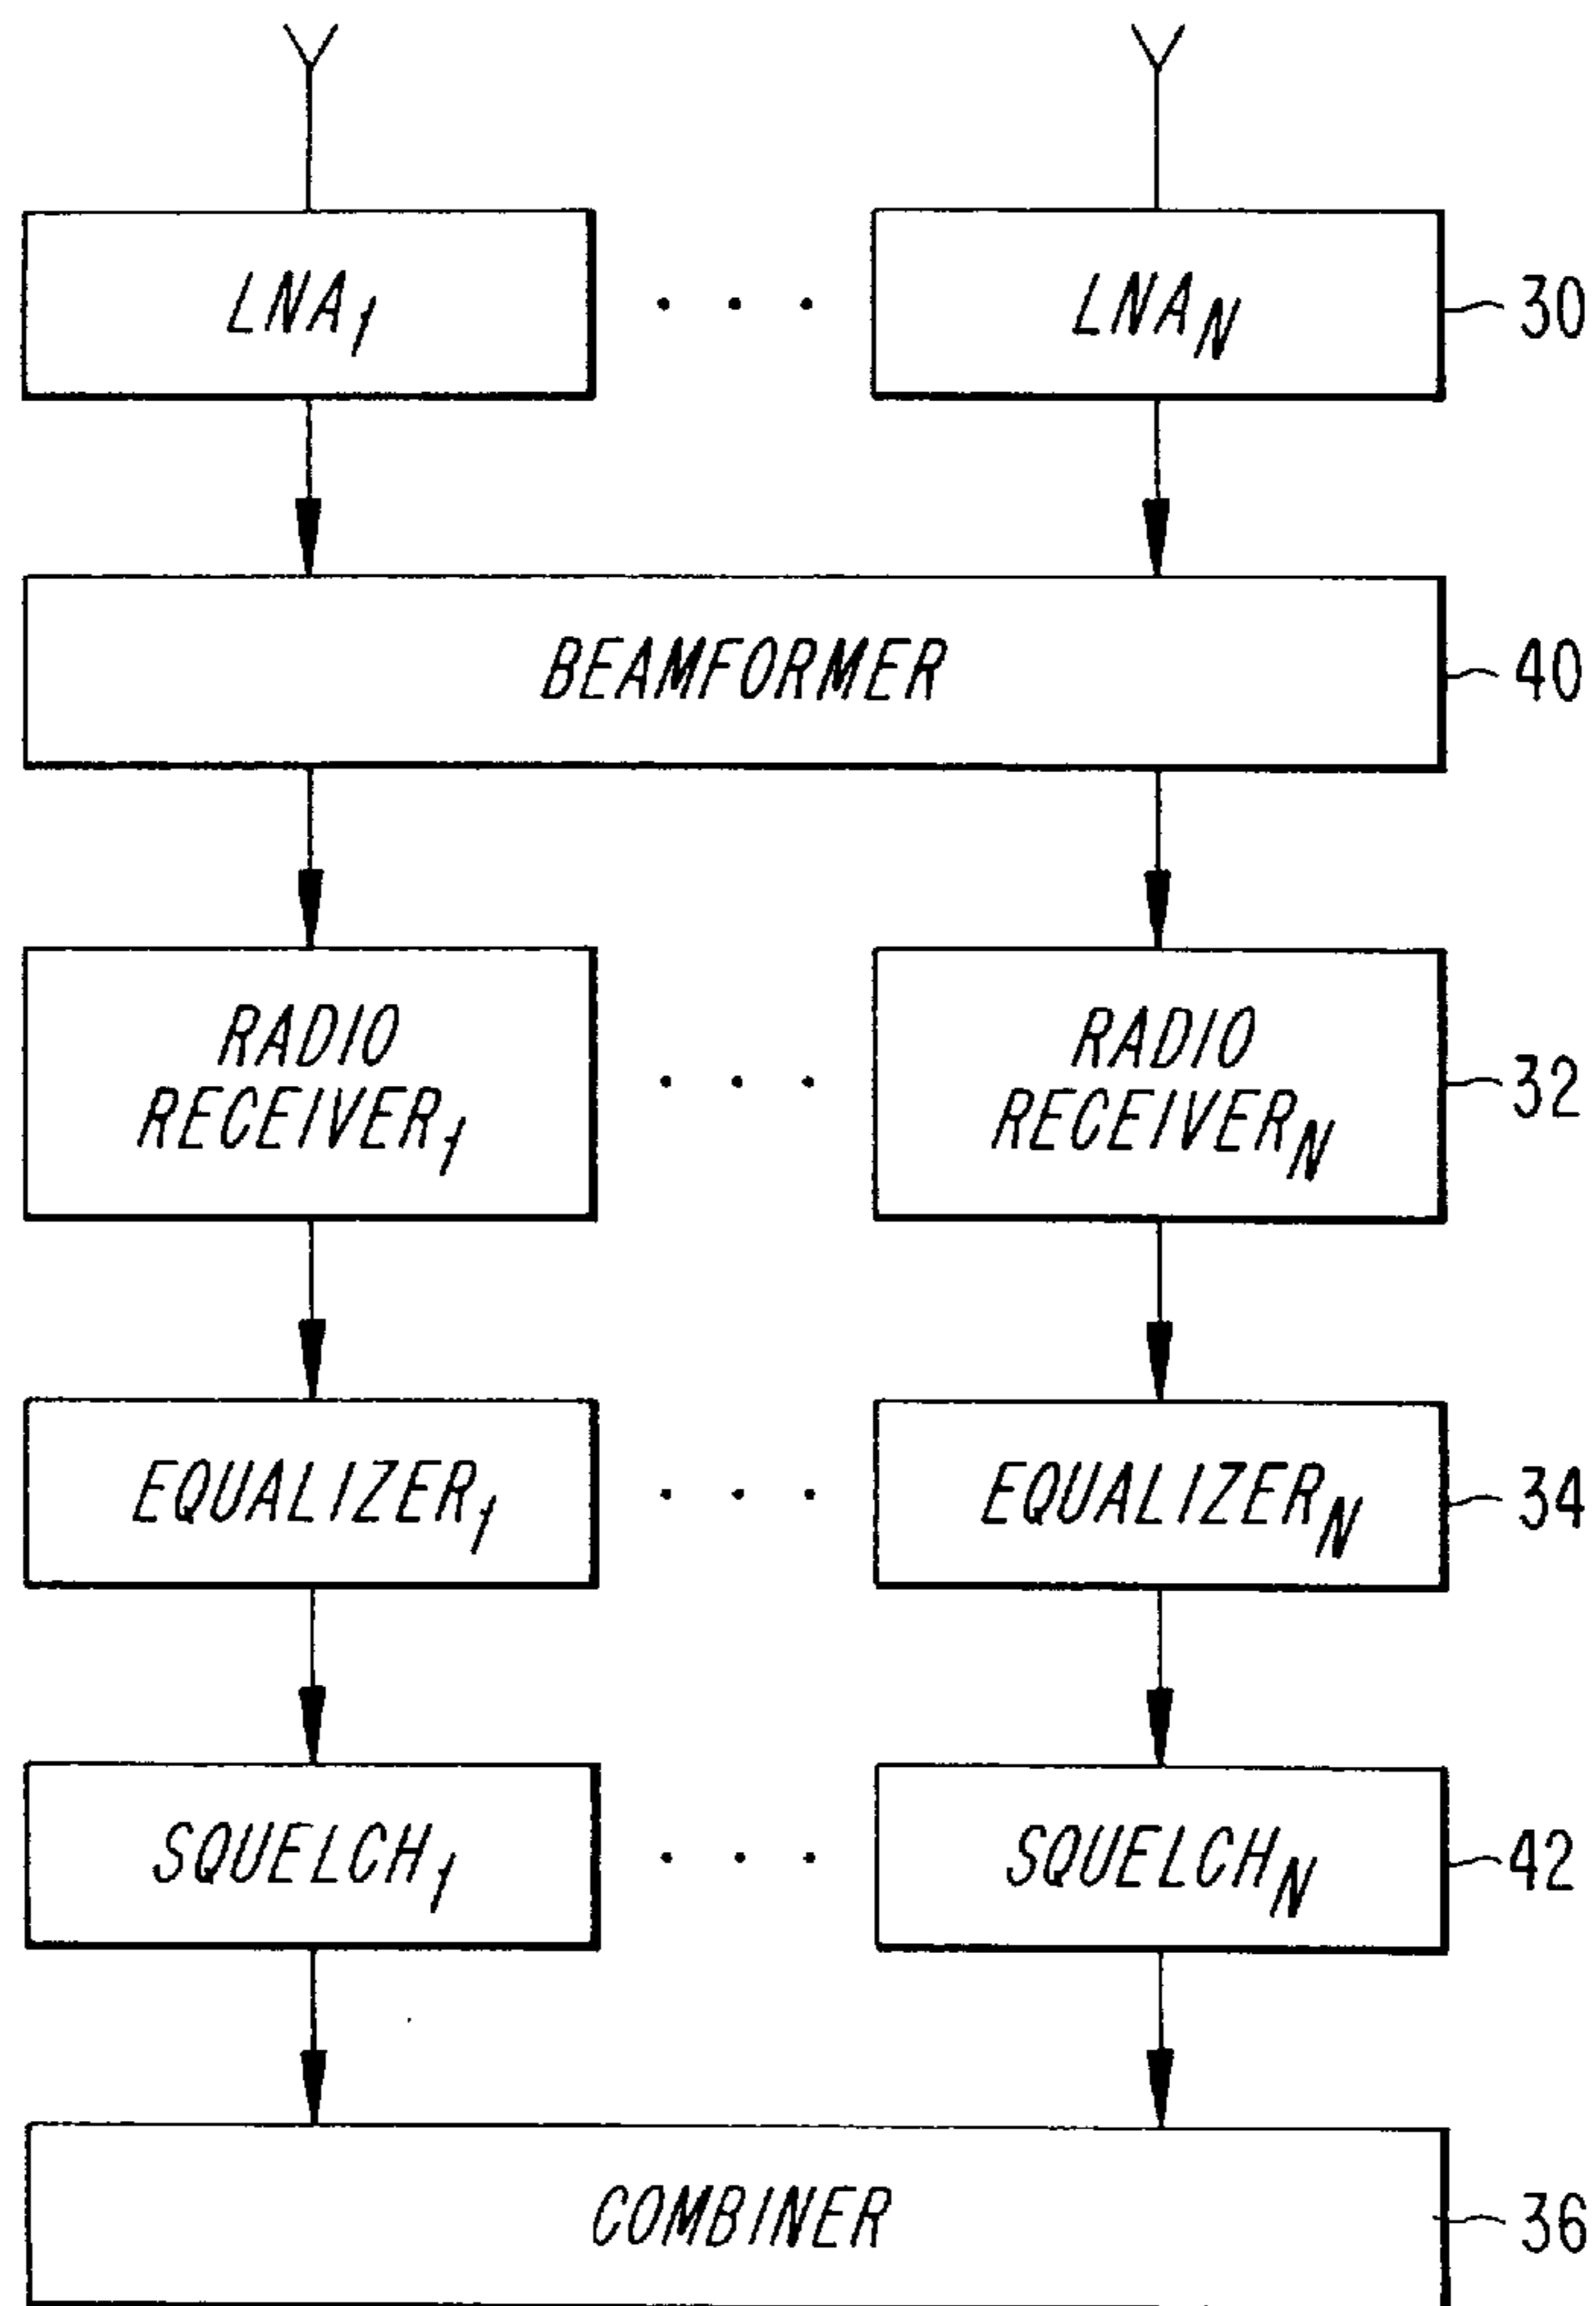 LNA1 . . . LNAN 30
BEAMFORMER 40
RADIO RADIO
RECEIVER1 . . . RECEIVERN 32
EQUALIZER1 . . . EQUALIZERN 34
SQUELCH1 . . . SQUELCHN 42
COMBINER 36